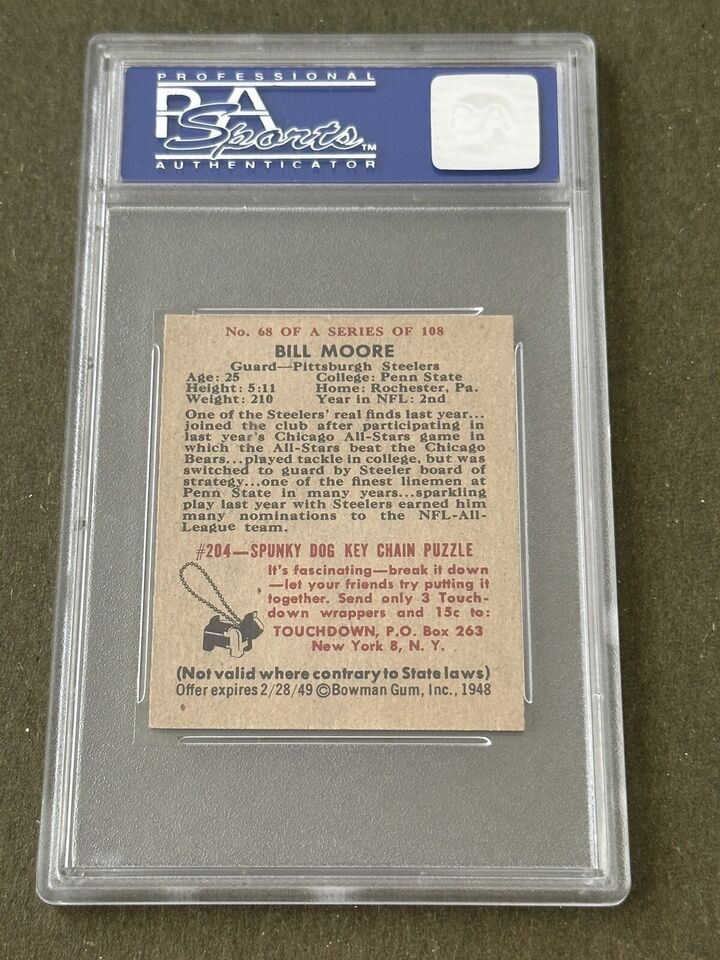 PROFESSIONAL
PSA
Sports™
AUTHENTICATOR
PSA
No. 68 OF A SERIES OF 108
BILL MOORE
Guard—Pittsburgh Steelers
Age: 25 College: Penn State
Height: 5:11 Home: Rochester, Pa.
Weight: 210 Year in NFL: 2nd
One of the Steelers' real finds last year...
joined the club after participating in
last year's Chicago All-Stars game in
which the All-Stars beat the Chicago
Bears...played tackle in college, but was
switched to guard by Steeler board of
strategy...one of the finest linemen at
Penn State in many years...sparkling
play last year with Steelers earned him
many nominations to the NFL-All-
League team.
#204—SPUNKY DOG KEY CHAIN PUZZLE
It's fascinating—break it down
—let your friends try putting it
together. Send only 3 Touch-
down wrappers and 15c to:
TOUCHDOWN, P.O. Box 263
New York 8, N. Y.
(Not valid where contrary to State laws)
Offer expires 2/28/49 ©Bowman Gum, Inc., 1948